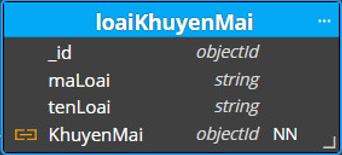 loaiKhuyenMai ...
_id objectId
maLoai string
tenLoai string
KhuyenMai objectId NN